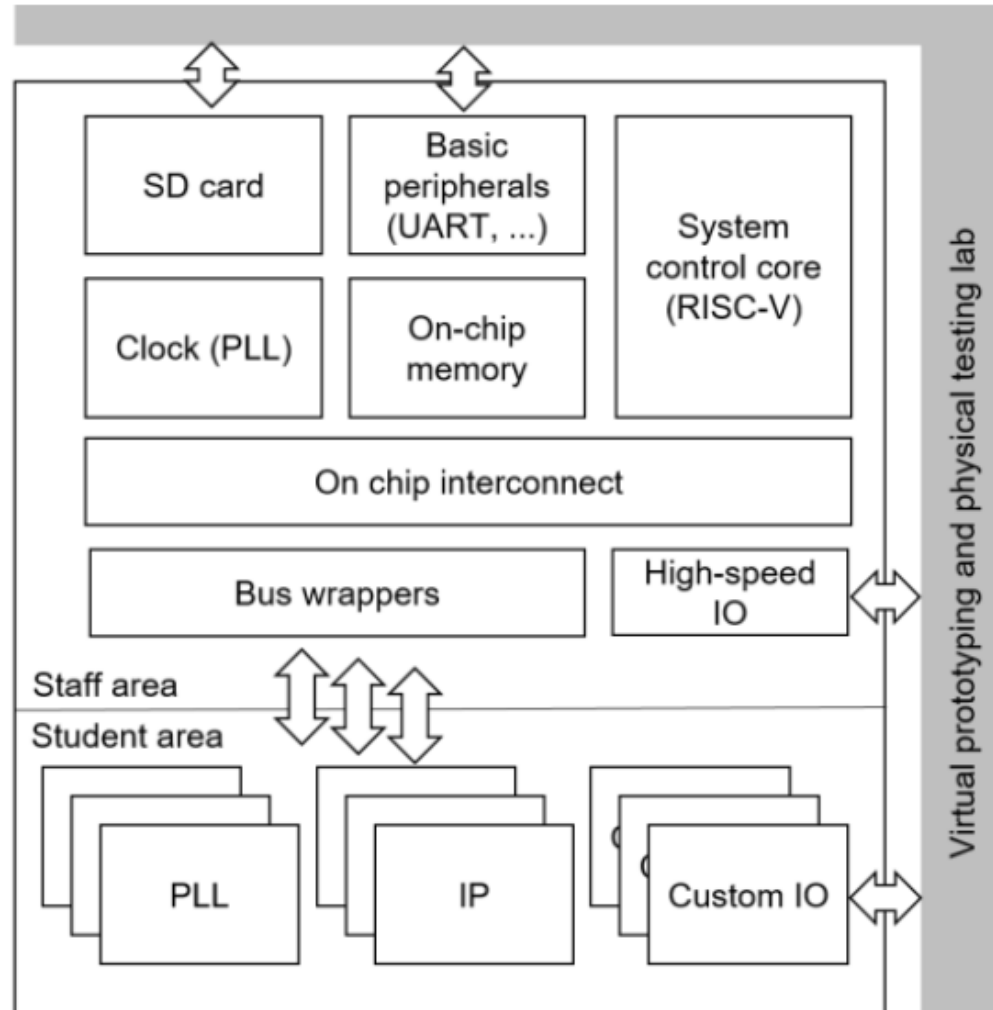 SD card
Basic
peripherals
(UART, ...)
System
control core
(RISC-V)
Clock (PLL)
On-chip
memory
On chip interconnect
Bus wrappers
High-speed
IO
Staff area
Student area
PLL
IP
Custom IO
Virtual prototyping and physical testing lab